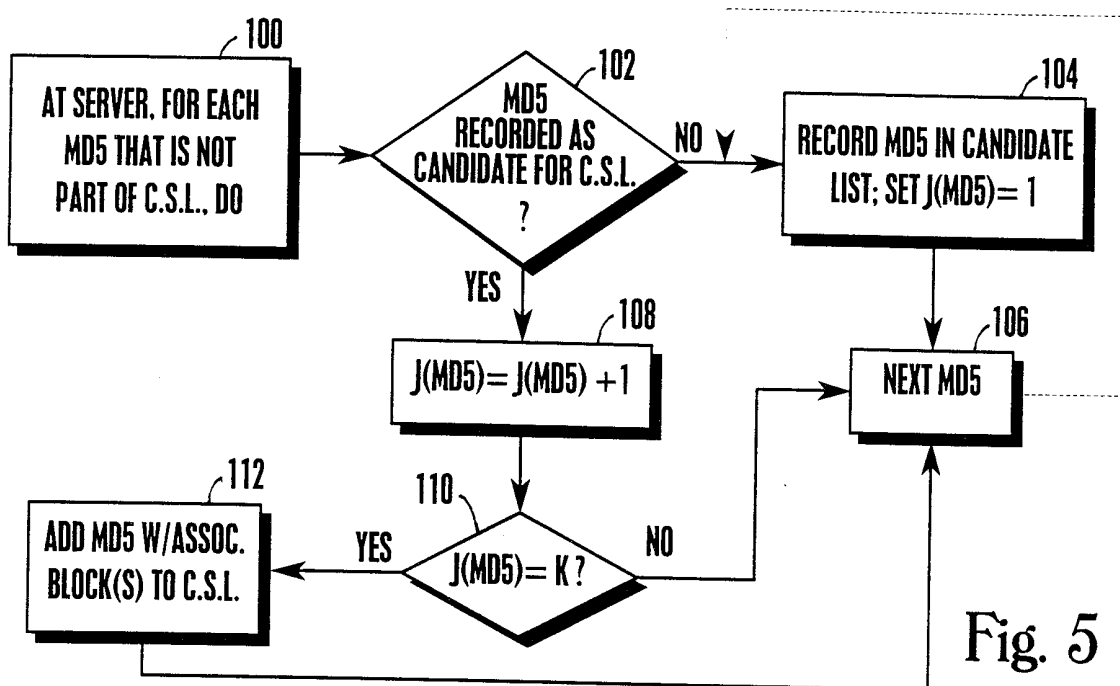 100
AT SERVER, FOR EACH
MD5 THAT IS NOT
PART OF C.S.L., DO
102
MD5
RECORDED AS
CANDIDATE FOR C.S.L.
?
NO
104
RECORD MD5 IN CANDIDATE
LIST; SET J(MD5)= 1
YES
108
J(MD5)= J(MD5) +1
106
NEXT MD5
110
J(MD5)= K ?
YES
NO
112
ADD MD5 W/ASSOC.
BLOCK(S) TO C.S.L.
Fig. 5